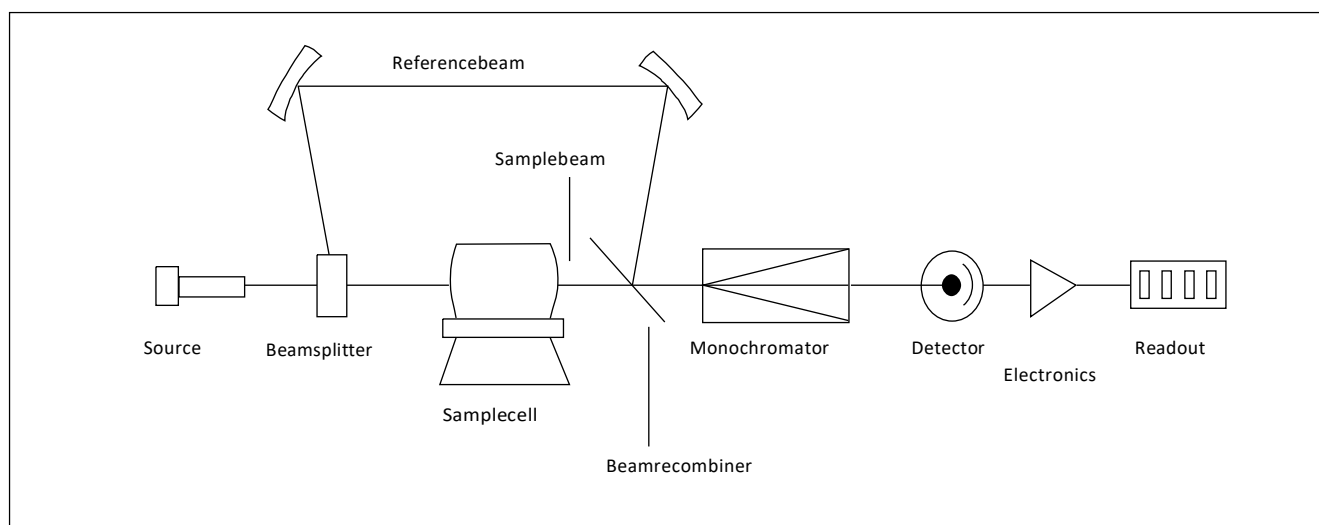 Referencebeam
Samplebeam
Source
Beamsplitter
Samplecell
Beamrecombiner
Monochromator
Detector
Electronics
Readout